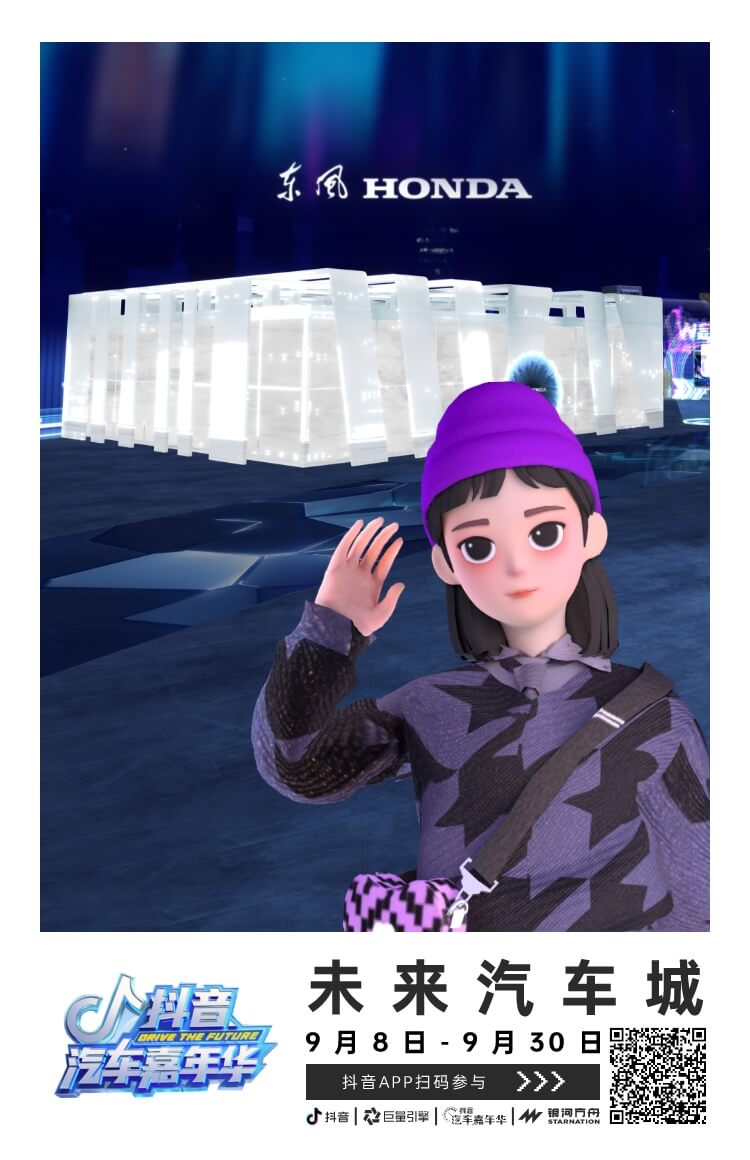 东风 HONDA
HONDA
抖音
DRIVE THE FUTURE
汽车嘉年华
未来汽车城
9月8日-9月30日
抖音APP扫码参与 >>>
抖音 | 巨量引擎 | 抖音汽车嘉年华 | 银河方舟 STARNATION